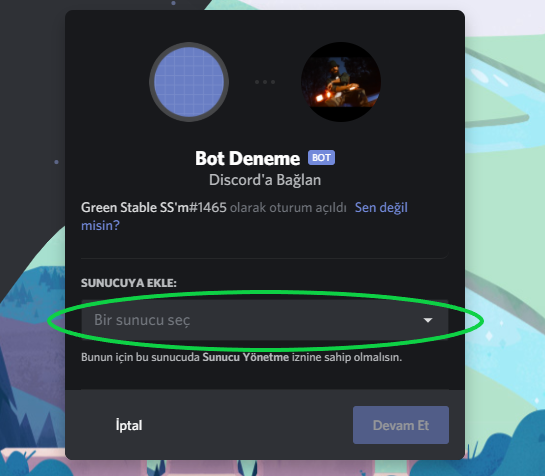 Bot Deneme BOT
Discord'a Bağlan
Green Stable SS'm#1465 olarak oturum açıldı Sen değil
misin?
SUNUCUYA EKLE:
Bir sunucu seç
Bunun için bu sunucuda Sunucu Yönetme iznine sahip olmalısın.
İptal
Devam Et